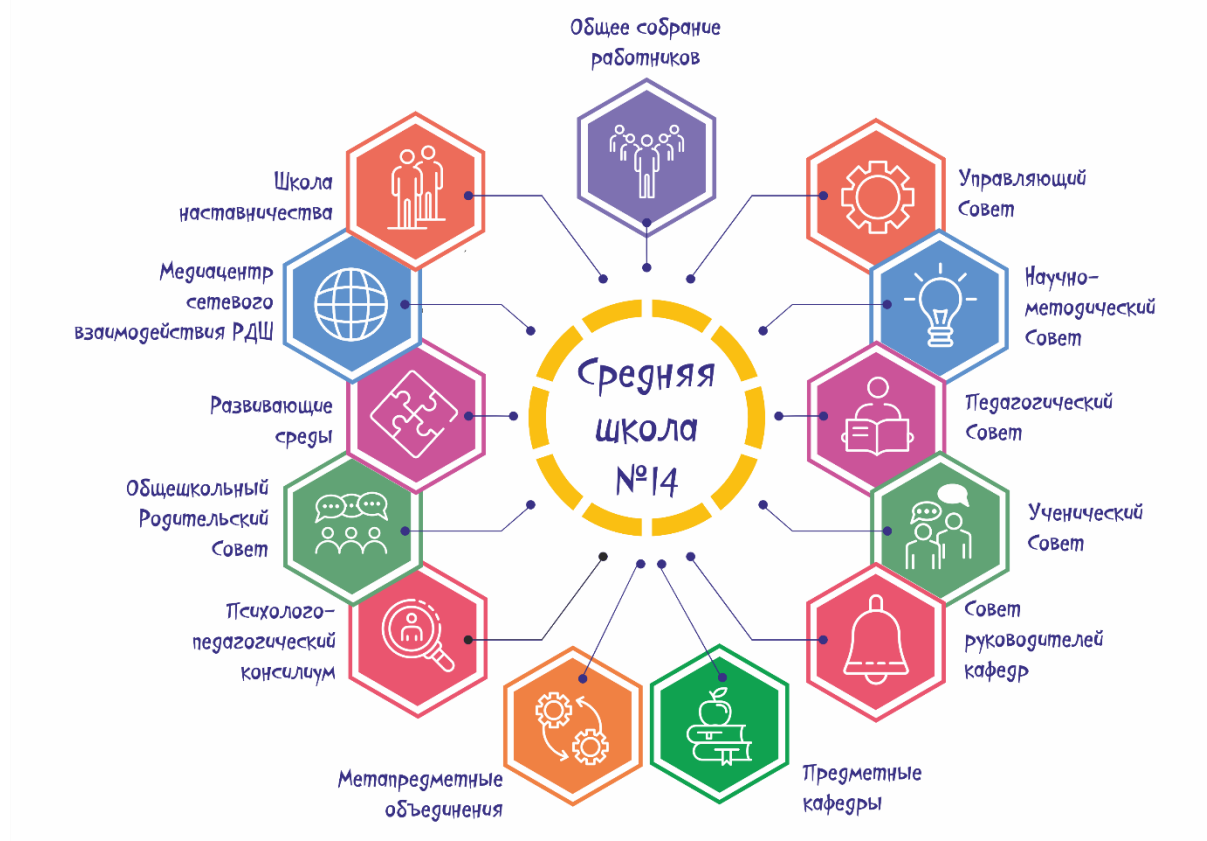 Общее собрание
работников
Школа
наставничества
Управляющий
Совет
Медиацентр
сетевого
взаимодействия РДШ
Научно-
методический
Совет
Средняя
школа
№14
Развивающие
среды
Педагогический
Совет
Общешкольный
Родительский
Совет
Ученический
Совет
Психолого-
педагогический
консилиум
Совет
руководителей
кафедр
Метапредметные
объединения
Предметные
кафедры